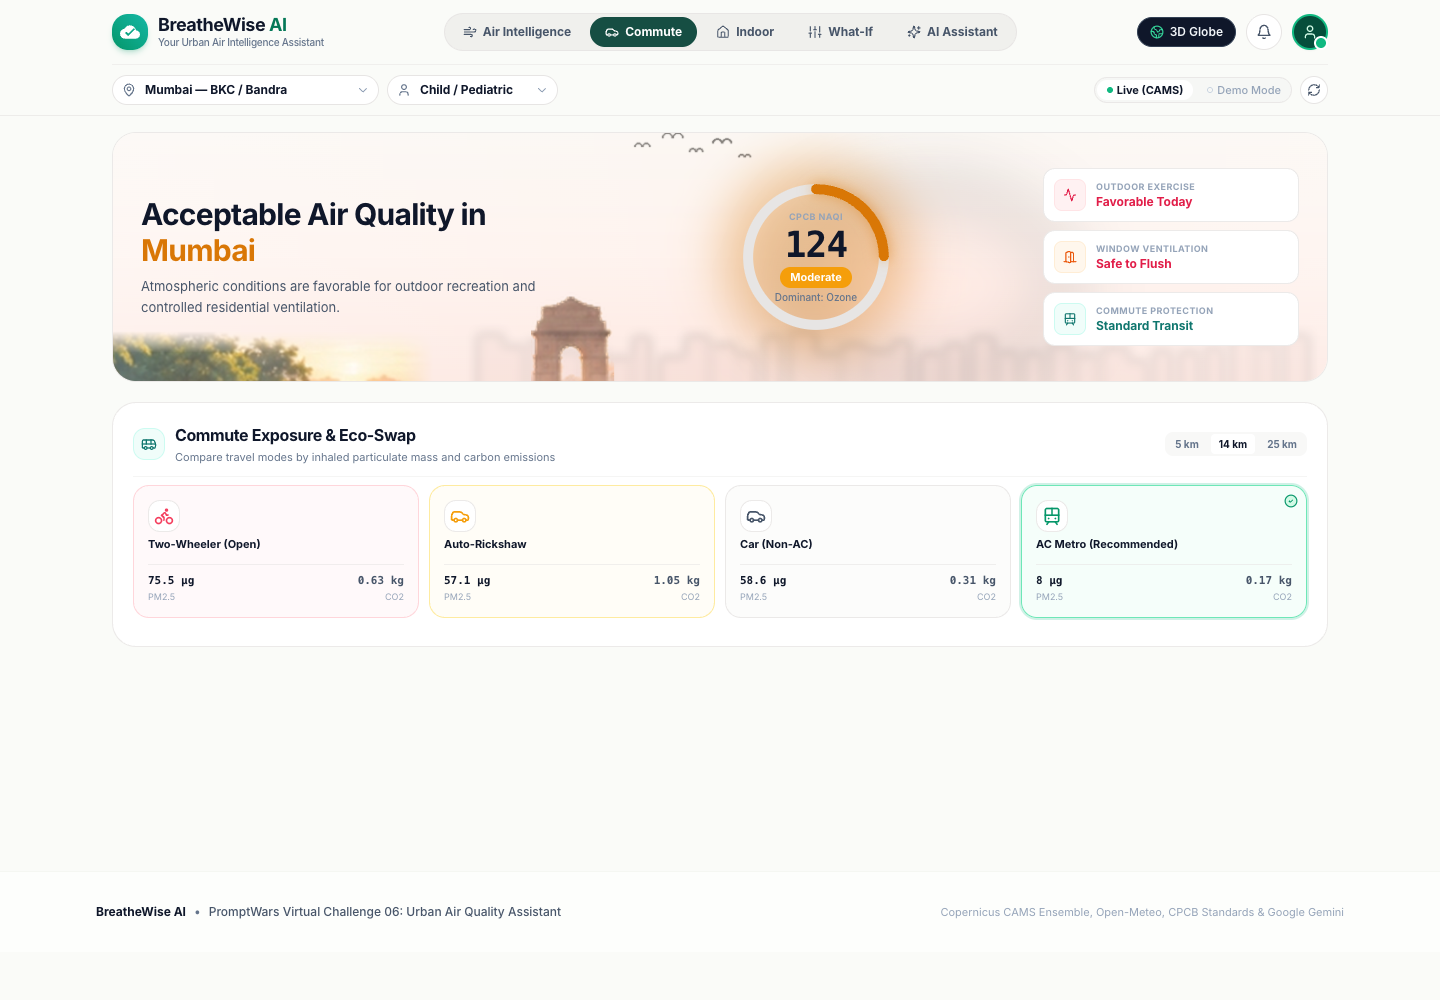 BreatheWise AI
Your Urban Air Intelligence Assistant
Air Intelligence
Commute
Indoor
What-If
AI Assistant
3D Globe
Mumbai — BKC / Bandra
Child / Pediatric
Live (CAMS)
Demo Mode
Acceptable Air Quality in
Mumbai
Atmospheric conditions are favorable for outdoor recreation and
controlled residential ventilation.
CPCB NAQI
124
Moderate
Dominant: Ozone
OUTDOOR EXERCISE
Favorable Today
WINDOW VENTILATION
Safe to Flush
COMMUTE PROTECTION
Standard Transit
Commute Exposure & Eco-Swap
Compare travel modes by inhaled particulate mass and carbon emissions
5 km
14 km
25 km
Two-Wheeler (Open)
75.5 µg
0.63 kg
PM2.5
CO2
Auto-Rickshaw
57.1 µg
1.05 kg
PM2.5
CO2
Car (Non-AC)
58.6 µg
0.31 kg
PM2.5
CO2
AC Metro (Recommended)
8 µg
0.17 kg
PM2.5
CO2
BreatheWise AI • PromptWars Virtual Challenge 06: Urban Air Quality Assistant
Copernicus CAMS Ensemble, Open-Meteo, CPCB Standards & Google Gemini